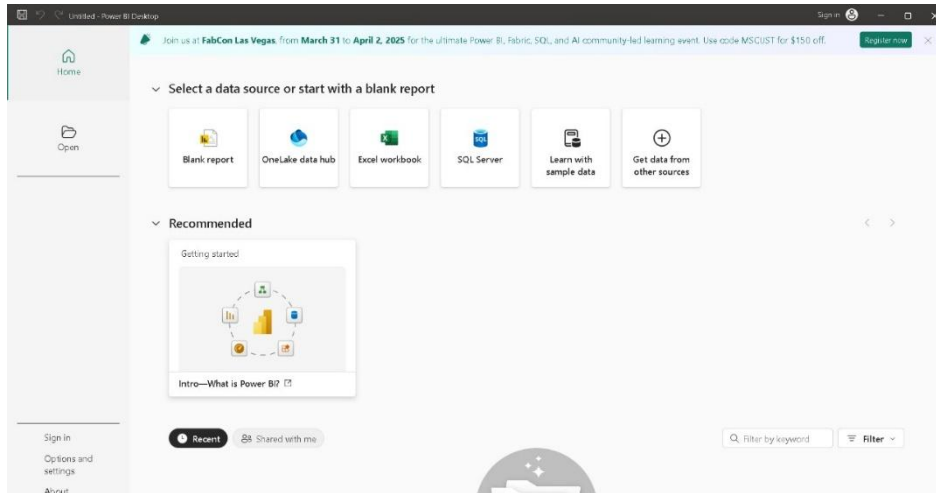 Untitled - Power BI Desktop
Sign in
Join us at FabCon Las Vegas, from March 31 to April 2, 2025 for the ultimate Power BI, Fabric, SQL, and AI community-led learning event. Use code MSCUST for $150 off.
Register now
Home
Open
Select a data source or start with a blank report
Blank report
OneLake data hub
Excel workbook
SQL
SQL Server
Learn with
sample data
Get data from
other sources
Recommended
Getting started
Intro—What is Power BI?
Recent
Shared with me
Filter by keyword
Filter
Sign in
Options and
settings
About